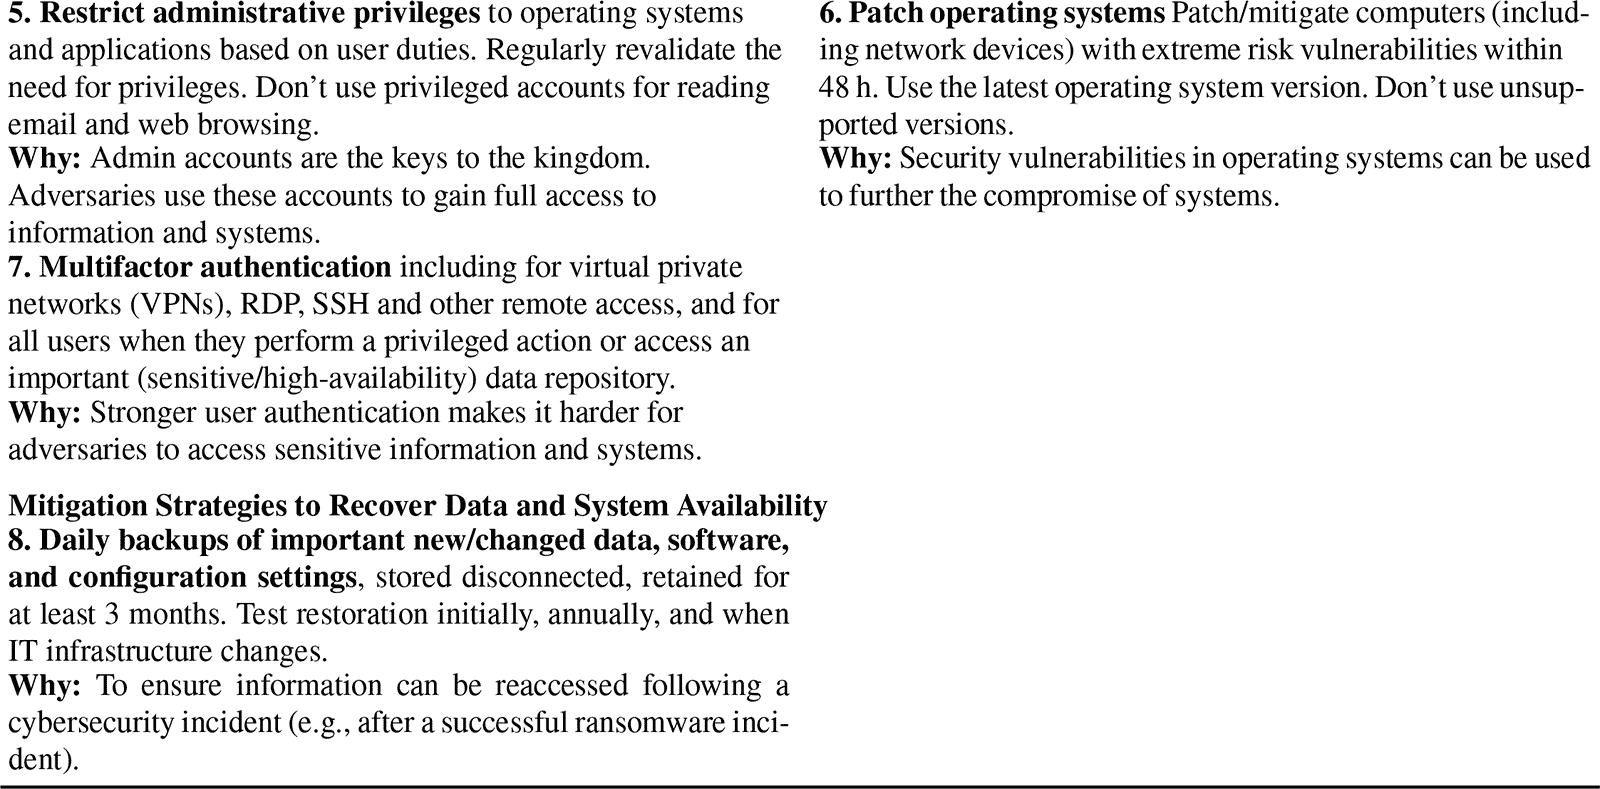 5. Restrict administrative privileges to operating systems
and applications based on user duties. Regularly revalidate the
need for privileges. Don’t use privileged accounts for reading
email and web browsing.
Why: Admin accounts are the keys to the kingdom.
Adversaries use these accounts to gain full access to
information and systems.
6. Patch operating systems Patch/mitigate computers (includ-
ing network devices) with extreme risk vulnerabilities within
48 h. Use the latest operating system version. Don’t use unsup-
ported versions.
Why: Security vulnerabilities in operating systems can be used
to further the compromise of systems.
7. Multifactor authentication including for virtual private
networks (VPNs), RDP, SSH and other remote access, and for
all users when they perform a privileged action or access an
important (sensitive/high-availability) data repository.
Why: Stronger user authentication makes it harder for
adversaries to access sensitive information and systems.
Mitigation Strategies to Recover Data and System Availability
8. Daily backups of important new/changed data, software,
and configuration settings, stored disconnected, retained for
at least 3 months. Test restoration initially, annually, and when
IT infrastructure changes.
Why: To ensure information can be reaccessed following a
cybersecurity incident (e.g., after a successful ransomware inci-
dent).